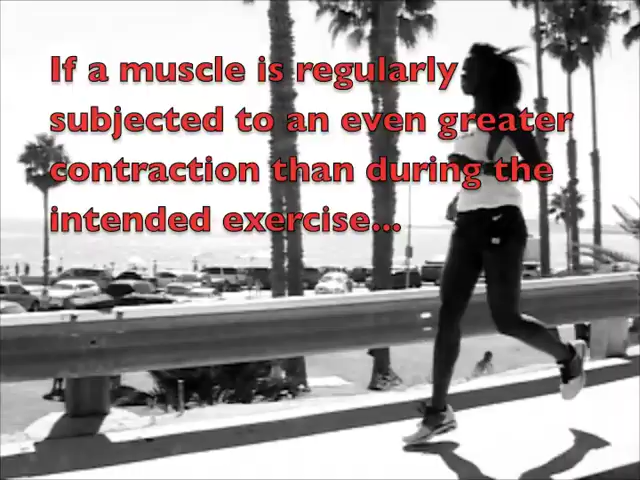 If a muscle is regularly
subjected to an even greater
contraction than during the
intended exercise...